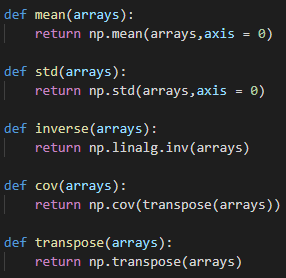 def mean(arrays):
    return np.mean(arrays,axis = 0)
def std(arrays):
    return np.std(arrays,axis = 0)
def inverse(arrays):
    return np.linalg.inv(arrays)
def cov(arrays):
    return np.cov(transpose(arrays))
def transpose(arrays):
    return np.transpose(arrays)